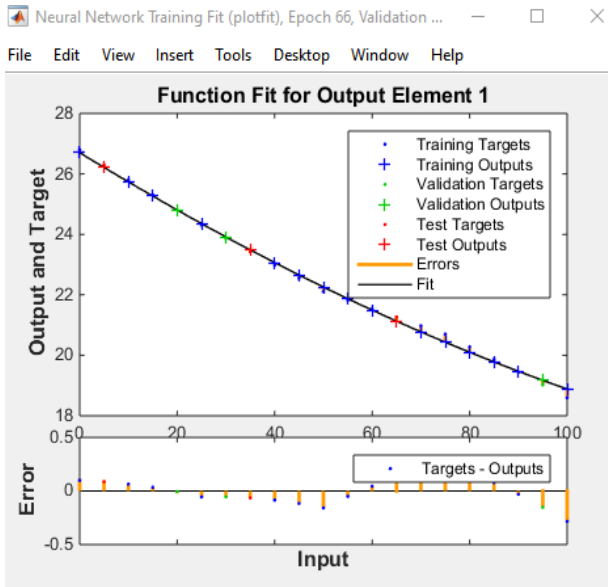 Neural Network Training Fit (plotfit), Epoch 66, Validation ...
File Edit View Insert Tools Desktop Window Help
Function Fit for Output Element 1
28
26
24
22
20
18
Output and Target
Training Targets
Training Outputs
Validation Targets
Validation Outputs
Test Targets
Test Outputs
Errors
Fit
0 20 40 60 80 100
0.5
0
-0.5
Error
Targets - Outputs
Input